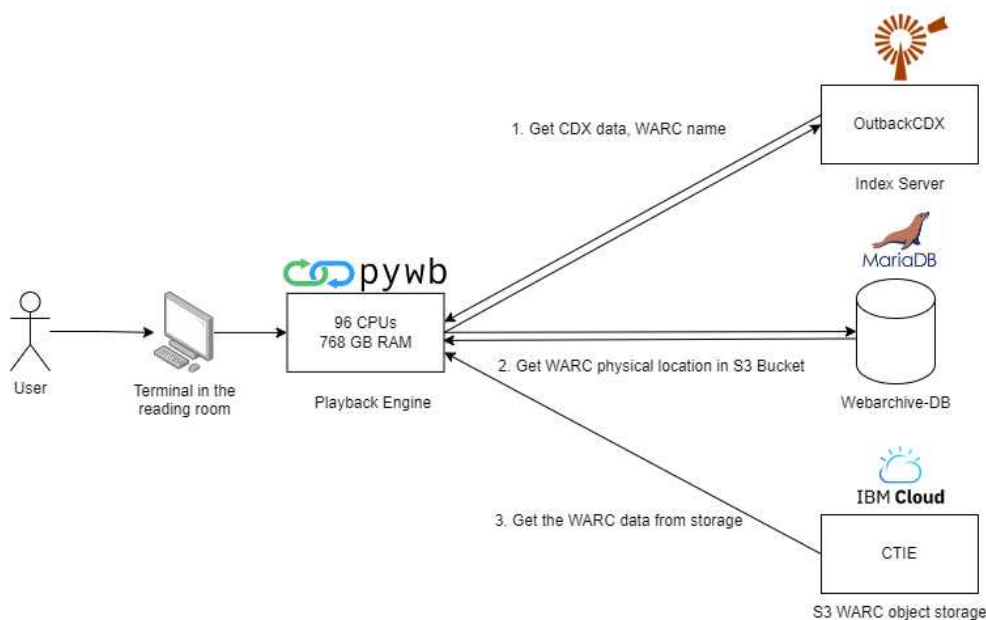 OutbackCDX
Index Server
1. Get CDX data, WARC name
MariaDB
pywb
96 CPUs
768 GB RAM
Playback Engine
User
Terminal in the
reading room
2. Get WARC physical location in S3 Bucket
Webarchive-DB
IBM Cloud
3. Get the WARC data from storage
CTIE
S3 WARC object storage